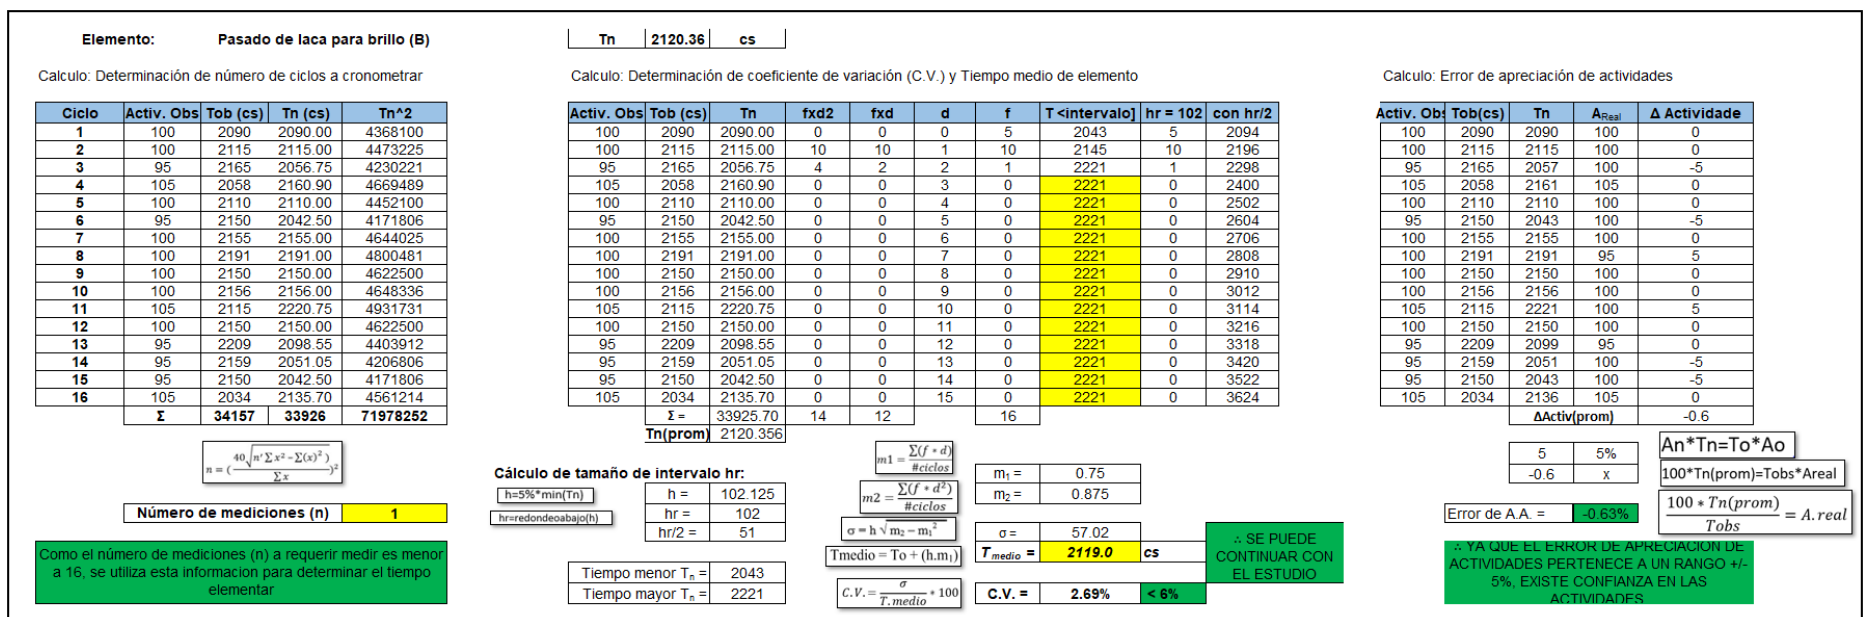 Elemento: Pasado de laca para brillo (B)
Tn 2120.36 cs
Calculo: Determinación de número de ciclos a cronometrar
Ciclo Activ. Obs Tob (cs) Tn (cs) Tn^2
1 100 2090 2090.00 4368100
2 100 2115 2115.00 4473225
3 95 2165 2056.75 4230221
4 105 2058 2160.90 4669489
5 100 2110 2110.00 4452100
6 95 2150 2042.50 4171806
7 100 2155 2155.00 4644025
8 100 2191 2191.00 4800481
9 100 2150 2150.00 4622500
10 100 2156 2156.00 4648336
11 105 2115 2220.75 4931731
12 100 2150 2150.00 4622500
13 95 2209 2098.55 4403912
14 95 2159 2051.05 4206806
15 95 2150 2042.50 4171806
16 105 2034 2135.70 4561214
Σ 34157 33926 71978252
n = (40√(n'Σx² − Σ(x)²) / Σx)²
Número de mediciones (n) 1
Como el número de mediciones (n) a requerir medir es menor
a 16, se utiliza esta informacion para determinar el tiempo
elementar
Calculo: Determinación de coeficiente de variación (C.V.) y Tiempo medio de elemento
Activ. Obs Tob (cs) Tn fxd2 fxd d f T <intervalo] hr = 102 con hr/2
100 2090 2090.00 0 0 0 5 2043 5 2094
100 2115 2115.00 10 10 1 10 2145 10 2196
95 2165 2056.75 4 2 2 1 2221 1 2298
105 2058 2160.90 0 0 3 0 2221 0 2400
100 2110 2110.00 0 0 4 0 2221 0 2502
95 2150 2042.50 0 0 5 0 2221 0 2604
100 2155 2155.00 0 0 6 0 2221 0 2706
100 2191 2191.00 0 0 7 0 2221 0 2808
100 2150 2150.00 0 0 8 0 2221 0 2910
100 2156 2156.00 0 0 9 0 2221 0 3012
105 2115 2220.75 0 0 10 0 2221 0 3114
100 2150 2150.00 0 0 11 0 2221 0 3216
95 2209 2098.55 0 0 12 0 2221 0 3318
95 2159 2051.05 0 0 13 0 2221 0 3420
95 2150 2042.50 0 0 14 0 2221 0 3522
105 2034 2135.70 0 0 15 0 2221 0 3624
Σ = 33925.70 14 12 16
Tn(prom) 2120.356
Cálculo de tamaño de intervalo hr:
h=5%*min(Tn)
hr=redondeoabajo(h)
h = 102.125
hr = 102
hr/2 = 51
Tiempo menor Tn = 2043
Tiempo mayor Tn = 2221
m1 = Σ(f * d) / #ciclos
m2 = Σ(f * d²) / #ciclos
σ = h √(m₂ − m₁²)
Tmedio = To + (h.m₁)
C.V. = σ / T.medio * 100
m₁ = 0.75
m₂ = 0.875
σ = 57.02
T medio = 2119.0 cs
C.V. = 2.69% < 6%
∴ SE PUEDE
CONTINUAR CON
EL ESTUDIO
Calculo: Error de apreciación de actividades
Activ. Obs Tob(cs) Tn AReal Δ Actividade
100 2090 2090 100 0
100 2115 2115 100 0
95 2165 2057 100 -5
105 2058 2161 105 0
100 2110 2110 100 0
95 2150 2043 100 -5
100 2155 2155 100 0
100 2191 2191 95 5
100 2150 2150 100 0
100 2156 2156 100 0
105 2115 2221 100 5
100 2150 2150 100 0
95 2209 2099 95 0
95 2159 2051 100 -5
95 2150 2043 100 -5
105 2034 2136 105 0
ΔActiv(prom) -0.6
5 5%
-0.6 x
Error de A.A. = -0.63%
An*Tn=To*Ao
100*Tn(prom)=Tobs*Areal
100 * Tn(prom) / Tobs = A.real
∴ YA QUE EL ERROR DE APRECIACION DE
ACTIVIDADES PERTENECE A UN RANGO +/-
5%, EXISTE CONFIANZA EN LAS
ACTIVIDADES